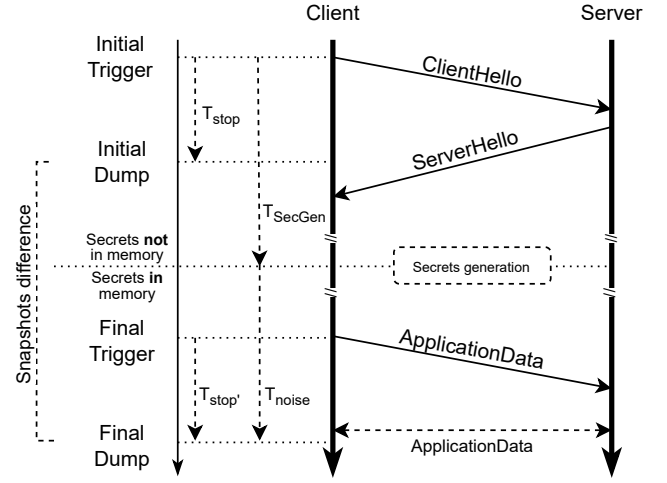 Client
Server
Initial
Trigger
ClientHello
T_stop
ServerHello
Initial
Dump
T_SecGen
Snapshots difference
Secrets not
in memory
Secrets generation
Secrets in
memory
Final
Trigger
ApplicationData
T_stop'
T_noise
Final
Dump
ApplicationData